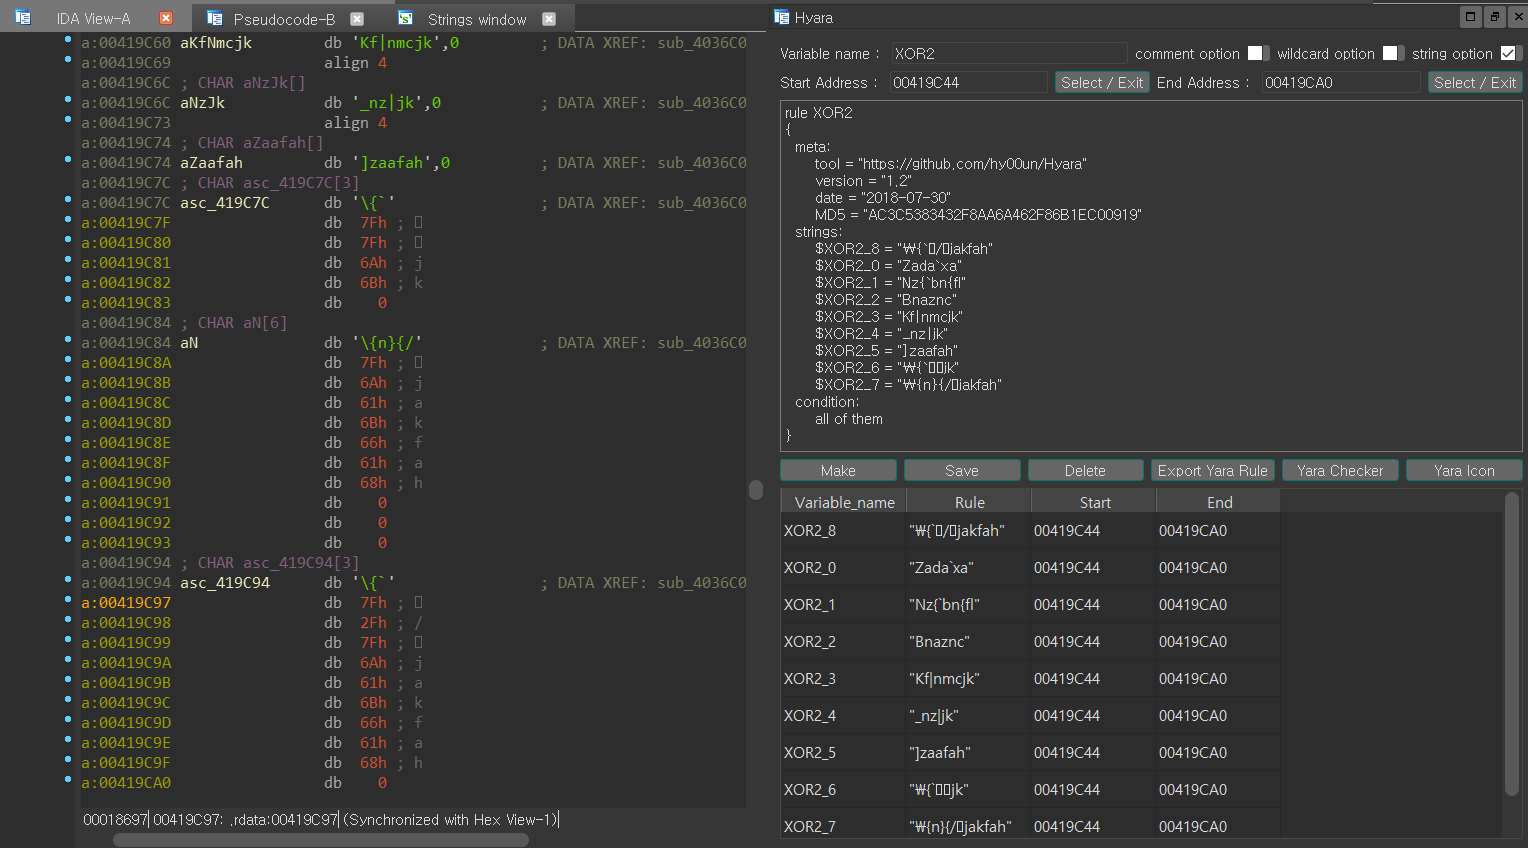 IDA View-A
Pseudocode-B
Strings window
a:00419C60 aKfNmcjk db 'Kf|nmcjk',0 ; DATA XREF: sub_4036C0
a:00419C69 align 4
a:00419C6C ; CHAR aNzJk[]
a:00419C6C aNzJk db '_nz|jk',0 ; DATA XREF: sub_4036C0
a:00419C73 align 4
a:00419C74 ; CHAR aZaafah[]
a:00419C74 aZaafah db ']zaafah',0 ; DATA XREF: sub_4036C0
a:00419C7C ; CHAR asc_419C7C[3]
a:00419C7C asc_419C7C db '\{`' ; DATA XREF: sub_4036C0
a:00419C7F db 7Fh ; 
a:00419C80 db 7Fh ; 
a:00419C81 db 6Ah ; j
a:00419C82 db 6Bh ; k
a:00419C83 db 0
a:00419C84 ; CHAR aN[6]
a:00419C84 aN db '\{n}{/' ; DATA XREF: sub_4036C0
a:00419C8A db 7Fh ; 
a:00419C8B db 6Ah ; j
a:00419C8C db 61h ; a
a:00419C8D db 6Bh ; k
a:00419C8E db 66h ; f
a:00419C8F db 61h ; a
a:00419C90 db 68h ; h
a:00419C91 db 0
a:00419C92 db 0
a:00419C93 db 0
a:00419C94 ; CHAR asc_419C94[3]
a:00419C94 asc_419C94 db '\{`' ; DATA XREF: sub_4036C0
a:00419C97 db 7Fh ; 
a:00419C98 db 2Fh ; /
a:00419C99 db 7Fh ; 
a:00419C9A db 6Ah ; j
a:00419C9B db 61h ; a
a:00419C9C db 6Bh ; k
a:00419C9D db 66h ; f
a:00419C9E db 61h ; a
a:00419C9F db 68h ; h
a:00419CA0 db 0
00018697 00419C97: .rdata:00419C97 (Synchronized with Hex View-1)
Hyara
Variable name : XOR2 comment option wildcard option string option
Start Address : 00419C44 Select / Exit End Address : 00419CA0 Select / Exit
rule XOR2
{
meta:
tool = "https://github.com/hy00un/Hyara"
version = "1.2"
date = "2018-07-30"
MD5 = "AC3C5383432F8AA6A462F86B1EC00919"
strings:
$XOR2_8 = "₩{`▯/▯jakfah"
$XOR2_0 = "Zada`xa"
$XOR2_1 = "Nz{`bn{fl"
$XOR2_2 = "Bnaznc"
$XOR2_3 = "Kf|nmcjk"
$XOR2_4 = "_nz|jk"
$XOR2_5 = "]zaafah"
$XOR2_6 = "₩{`▯▯jk"
$XOR2_7 = "₩{n}{/▯jakfah"
condition:
all of them
}
Make Save Delete Export Yara Rule Yara Checker Yara Icon
Variable_name Rule Start End
XOR2_8 "₩{`▯/▯jakfah" 00419C44 00419CA0
XOR2_0 "Zada`xa" 00419C44 00419CA0
XOR2_1 "Nz{`bn{fl" 00419C44 00419CA0
XOR2_2 "Bnaznc" 00419C44 00419CA0
XOR2_3 "Kf|nmcjk" 00419C44 00419CA0
XOR2_4 "_nz|jk" 00419C44 00419CA0
XOR2_5 "]zaafah" 00419C44 00419CA0
XOR2_6 "₩{`▯▯jk" 00419C44 00419CA0
XOR2_7 "₩{n}{/▯jakfah" 00419C44 00419CA0